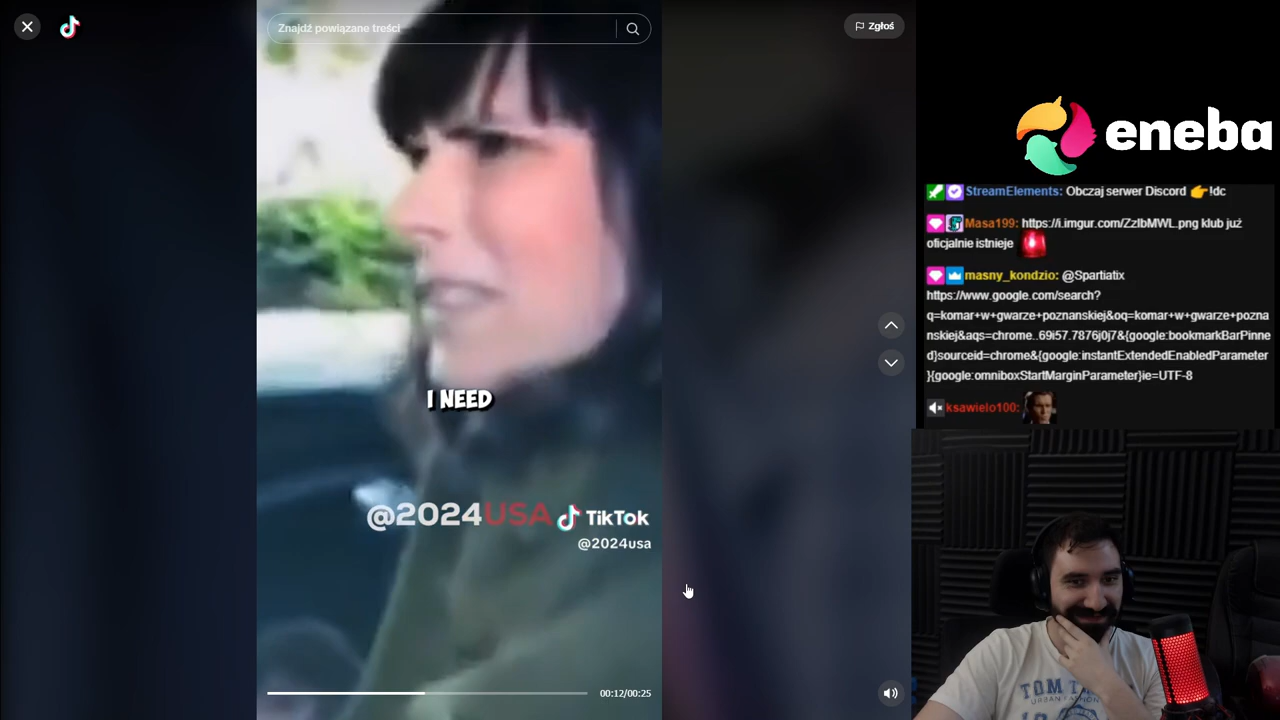 Znajdź powiązane treści
Zgłoś
I NEED
@2024USA TikTok
@2024usa
00:12/00:25
eneba
StreamElements: Obczaj serwer Discord !dc
Masa199: https://i.imgur.com/ZzIbMWL.png klub już
oficjalnie istnieje
masny_kondzio: @Spartiatix
https://www.google.com/search?
q=komar+w+gwarze+poznanskiej&oq=komar+w+gwarze+pozna
nskiej&aqs=chrome..69i57.7876j0j7&{google:bookmarkBarPinne
d}sourceid=chrome&{google:instantExtendedEnabledParameter
}{google:omniboxStartMarginParameter}ie=UTF-8
ksawielo100:
TOM T